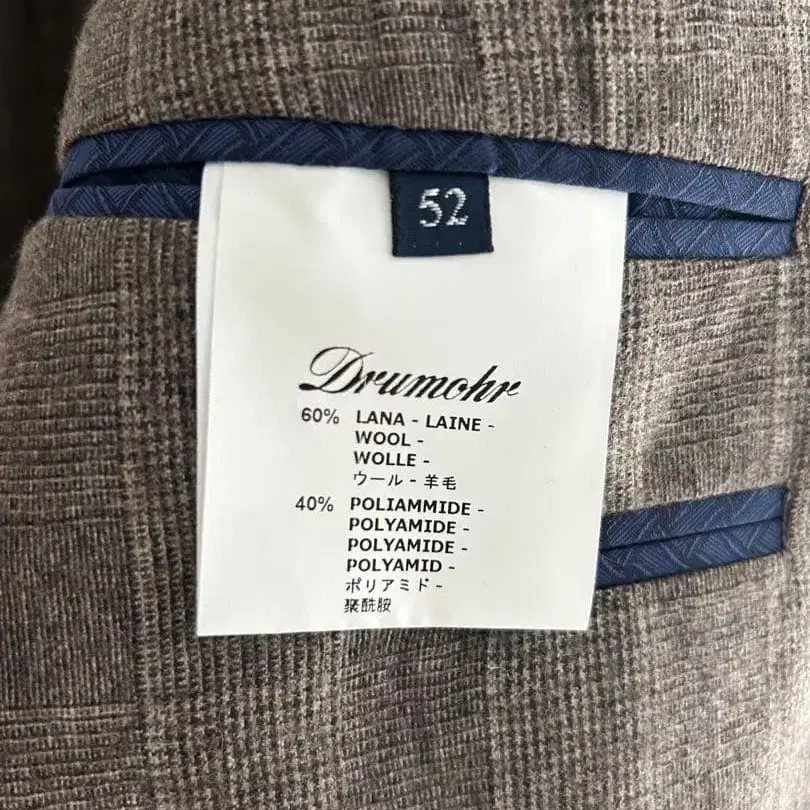 52
Drumohr
60% LANA - LAINE -
WOOL -
WOLLE -
ウール - 羊毛
40% POLIAMMIDE -
POLYAMIDE -
POLYAMIDE -
POLYAMID -
ポリアミド -
聚酰胺